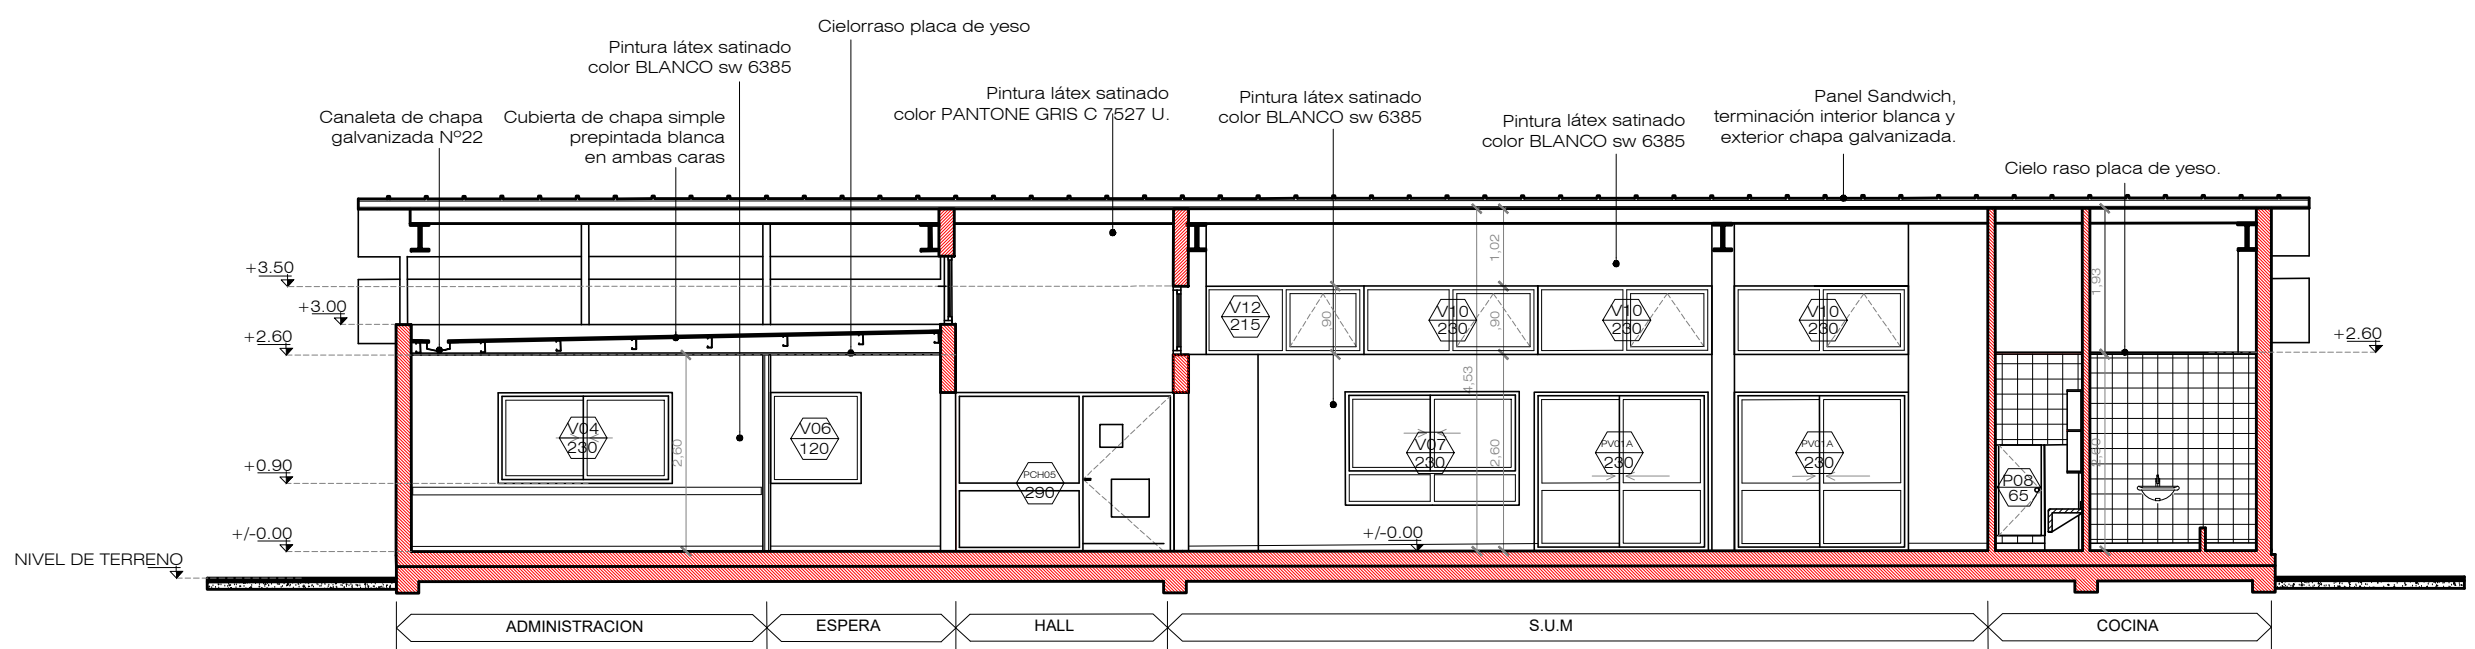 Cielorraso placa de yeso
Pintura látex satinado
color BLANCO sw 6385
Canaleta de chapa
galvanizada Nº22
Cubierta de chapa simple
prepintada blanca
en ambas caras
Pintura látex satinado
color PANTONE GRIS C 7527 U.
Pintura látex satinado
color BLANCO sw 6385
Pintura látex satinado
color BLANCO sw 6385
Panel Sandwich,
terminación interior blanca y
exterior chapa galvanizada.
Cielo raso placa de yeso.
+3.50
+3.00
+2.60
+0.90
+/-0.00
NIVEL DE TERRENO
V04
230
2,60
V06
120
PCH05
290
V12
215
V10
230
V10
230
V10
230
1,02
,90
,90
4,53
2,60
V07
230
PV01A
230
PV01A
230
+/-0.00
P08
65
1,93
2,60
+2.60
ADMINISTRACION
ESPERA
HALL
S.U.M
COCINA